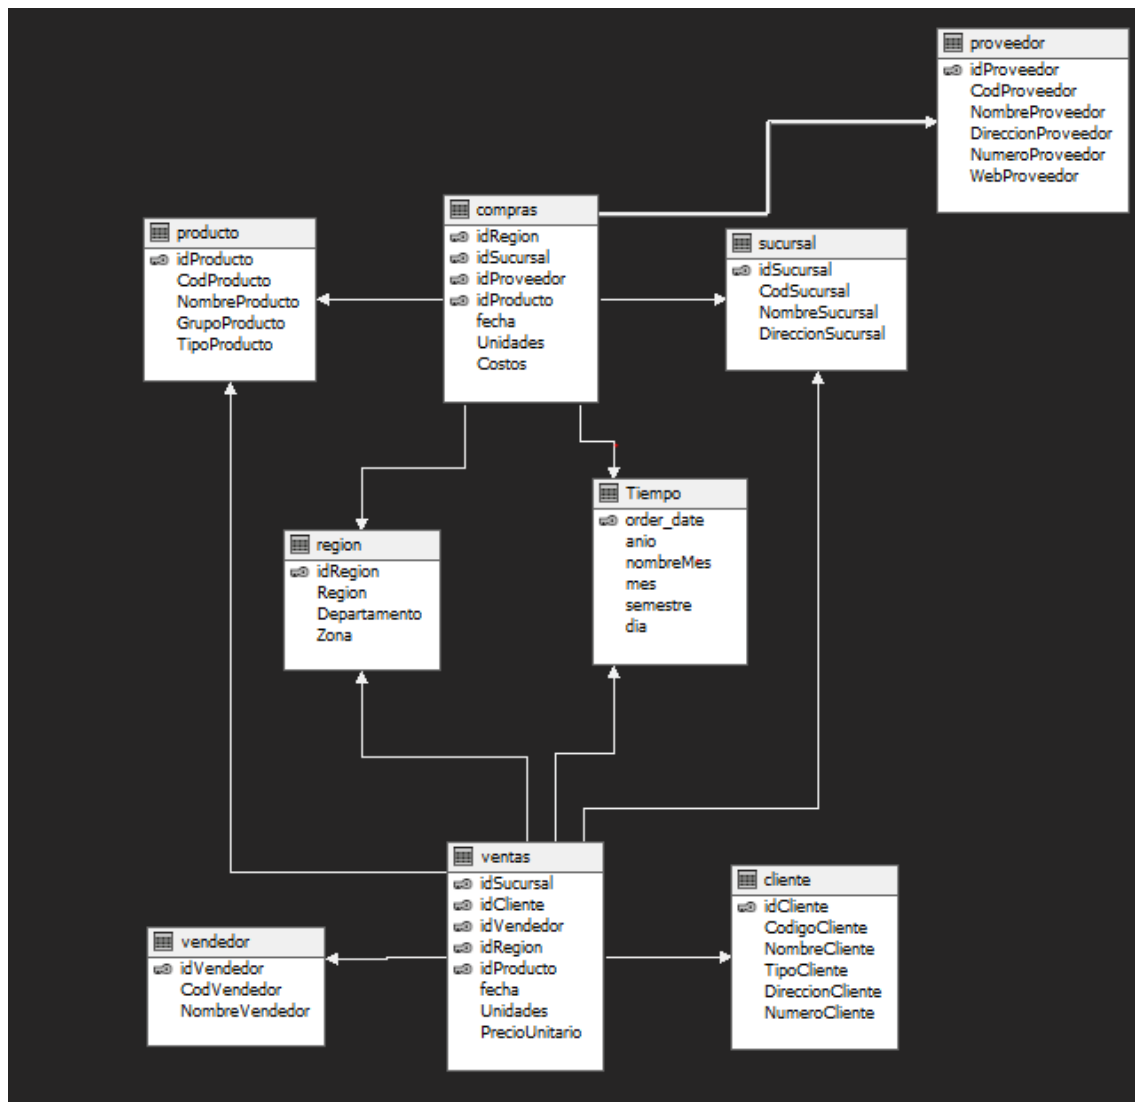 proveedor
idProveedor
CodProveedor
NombreProveedor
DireccionProveedor
NumeroProveedor
WebProveedor
compras
idRegion
idSucursal
idProveedor
idProducto
fecha
Unidades
Costos
producto
idProducto
CodProducto
NombreProducto
GrupoProducto
TipoProducto
sucursal
idSucursal
CodSucursal
NombreSucursal
DireccionSucursal
Tiempo
order_date
anio
nombreMes
mes
semestre
dia
region
idRegion
Region
Departamento
Zona
ventas
idSucursal
idCliente
idVendedor
idRegion
idProducto
fecha
Unidades
PrecioUnitario
cliente
idCliente
CodigoCliente
NombreCliente
TipoCliente
DireccionCliente
NumeroCliente
vendedor
idVendedor
CodVendedor
NombreVendedor